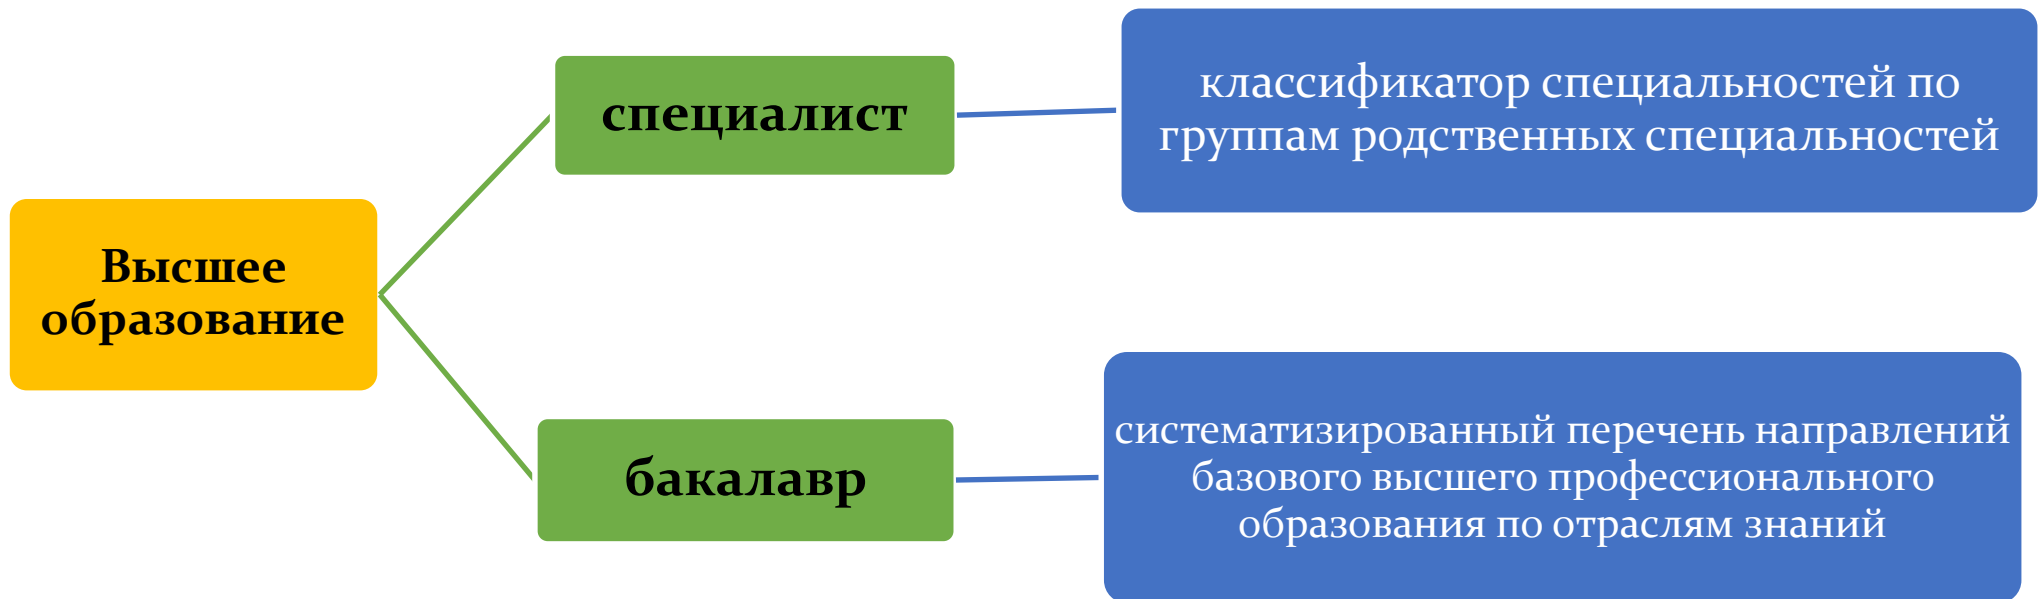 специалист
классификатор специальностей по
группам родственных специальностей
Высшее
образование
бакалавр
систематизированный перечень направлений
базового высшего профессионального
образования по отраслям знаний